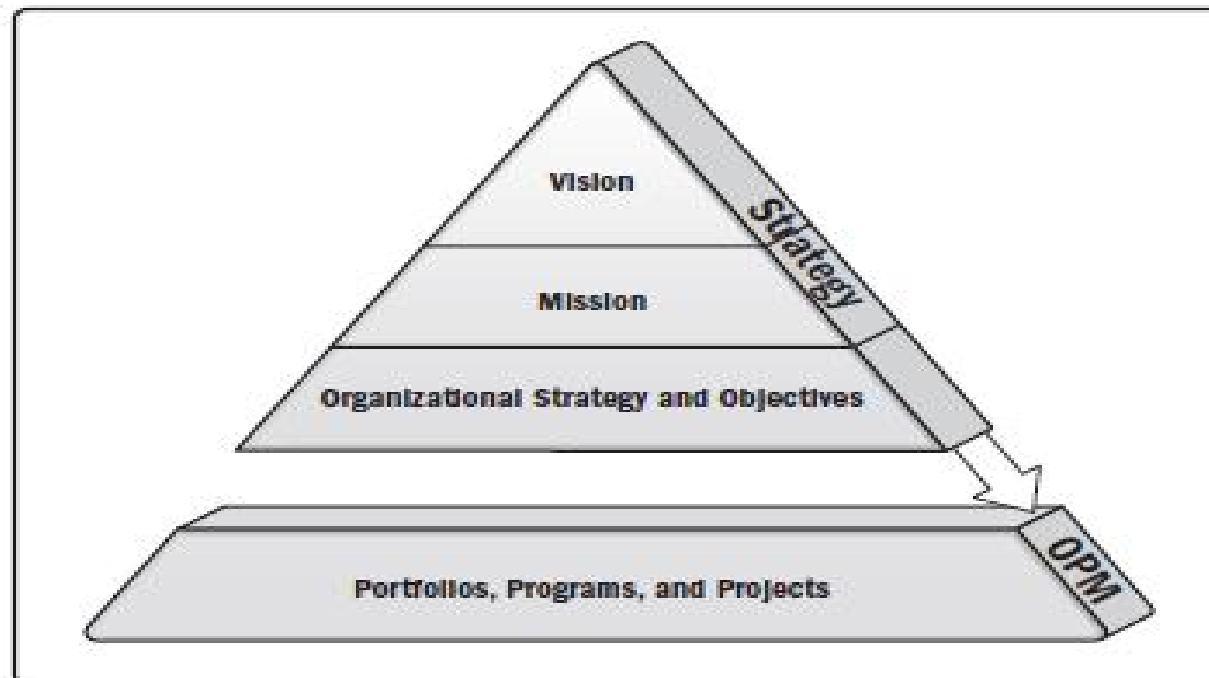 Vision
Strategy
Mission
Organizational Strategy and Objectives
Portfolios, Programs, and Projects
OPM